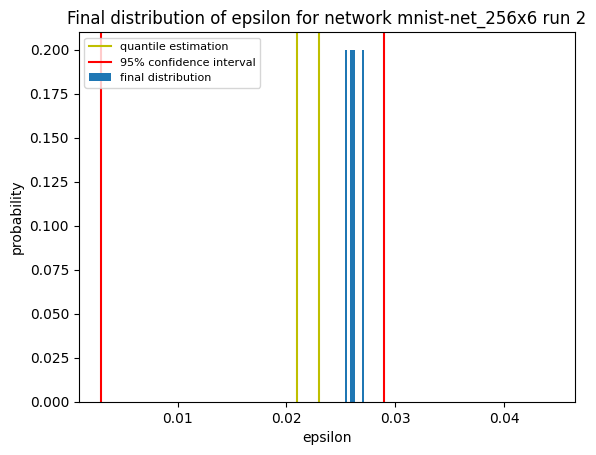 Final distribution of epsilon for network mnist-net_256x6 run 2
quantile estimation
95% confidence interval
final distribution
0.200
0.175
0.150
0.125
0.100
0.075
0.050
0.025
0.000
probability
0.01
0.02
0.03
0.04
epsilon